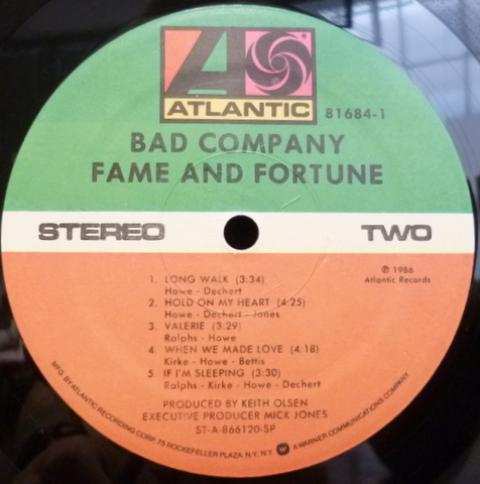 ATLANTIC
81684-1
BAD COMPANY
FAME AND FORTUNE
STEREO
TWO
℗ 1986
Atlantic Records
1. LONG WALK (3:34)
Howe - Dechert
2. HOLD ON MY HEART (4:25)
Howe - Dechert - Jones
3. VALERIE (3:29)
Ralphs - Howe
4. WHEN WE MADE LOVE (4:18)
Kirke - Howe - Bettis
5 IF I'M SLEEPING (3:30)
Ralphs - Kirke - Howe - Dechert
PRODUCED BY KEITH OLSEN
EXECUTIVE PRODUCER MICK JONES
ST-A-866120-SP
MFG. BY ATLANTIC RECORDING CORP. 75 ROCKEFELLER PLAZA, N.Y., N.Y. A WARNER COMMUNICATIONS COMPANY